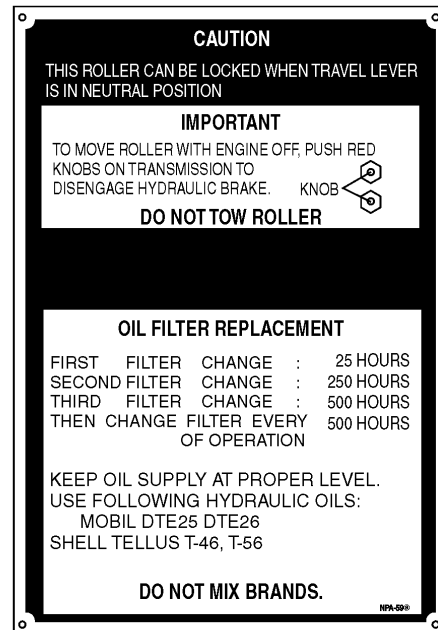 CAUTION
THIS ROLLER CAN BE LOCKED WHEN TRAVEL LEVER
IS IN NEUTRAL POSITION
IMPORTANT
TO MOVE ROLLER WITH ENGINE OFF, PUSH RED
KNOBS ON TRANSMISSION TO
DISENGAGE HYDRAULIC BRAKE. KNOB
DO NOT TOW ROLLER
OIL FILTER REPLACEMENT
FIRST FILTER CHANGE : 25 HOURS
SECOND FILTER CHANGE : 250 HOURS
THIRD FILTER CHANGE : 500 HOURS
THEN CHANGE FILTER EVERY 500 HOURS
OF OPERATION
KEEP OIL SUPPLY AT PROPER LEVEL.
USE FOLLOWING HYDRAULIC OILS:
MOBIL DTE25 DTE26
SHELL TELLUS T-46, T-56
DO NOT MIX BRANDS.
NPA-59®